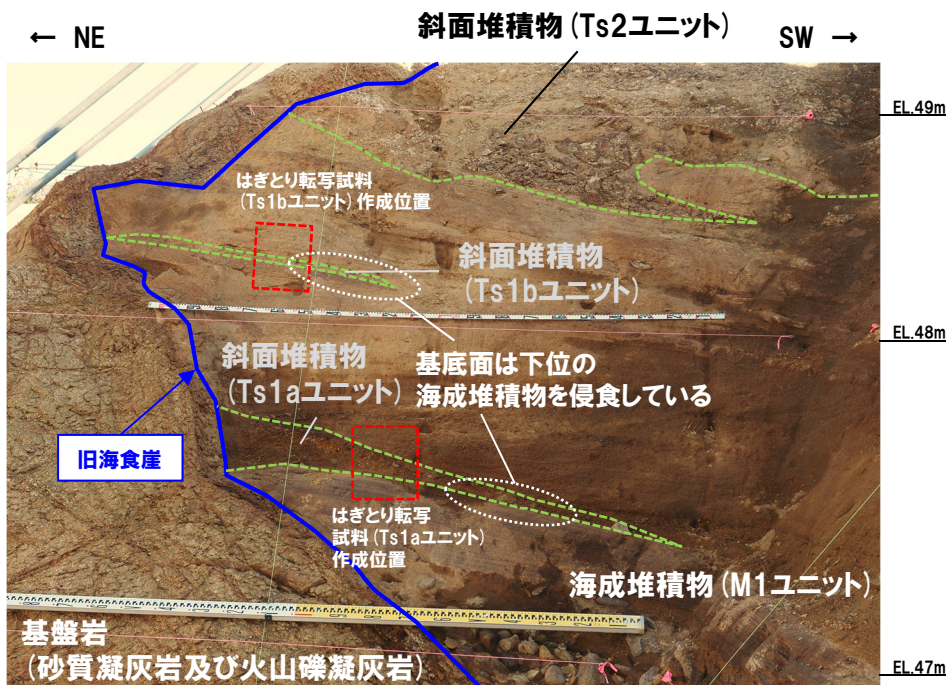 ← NE
斜面堆積物(Ts2ユニット)
SW →
EL.49m
はぎとり転写試料
(Ts1bユニット)作成位置
斜面堆積物
(Ts1bユニット)
EL.48m
斜面堆積物
(Ts1aユニット)
基底面は下位の
海成堆積物を侵食している
旧海食崖
はぎとり転写
試料(Ts1aユニット)
作成位置
海成堆積物(M1ユニット)
基盤岩
(砂質凝灰岩及び火山礫凝灰岩)
EL.47m